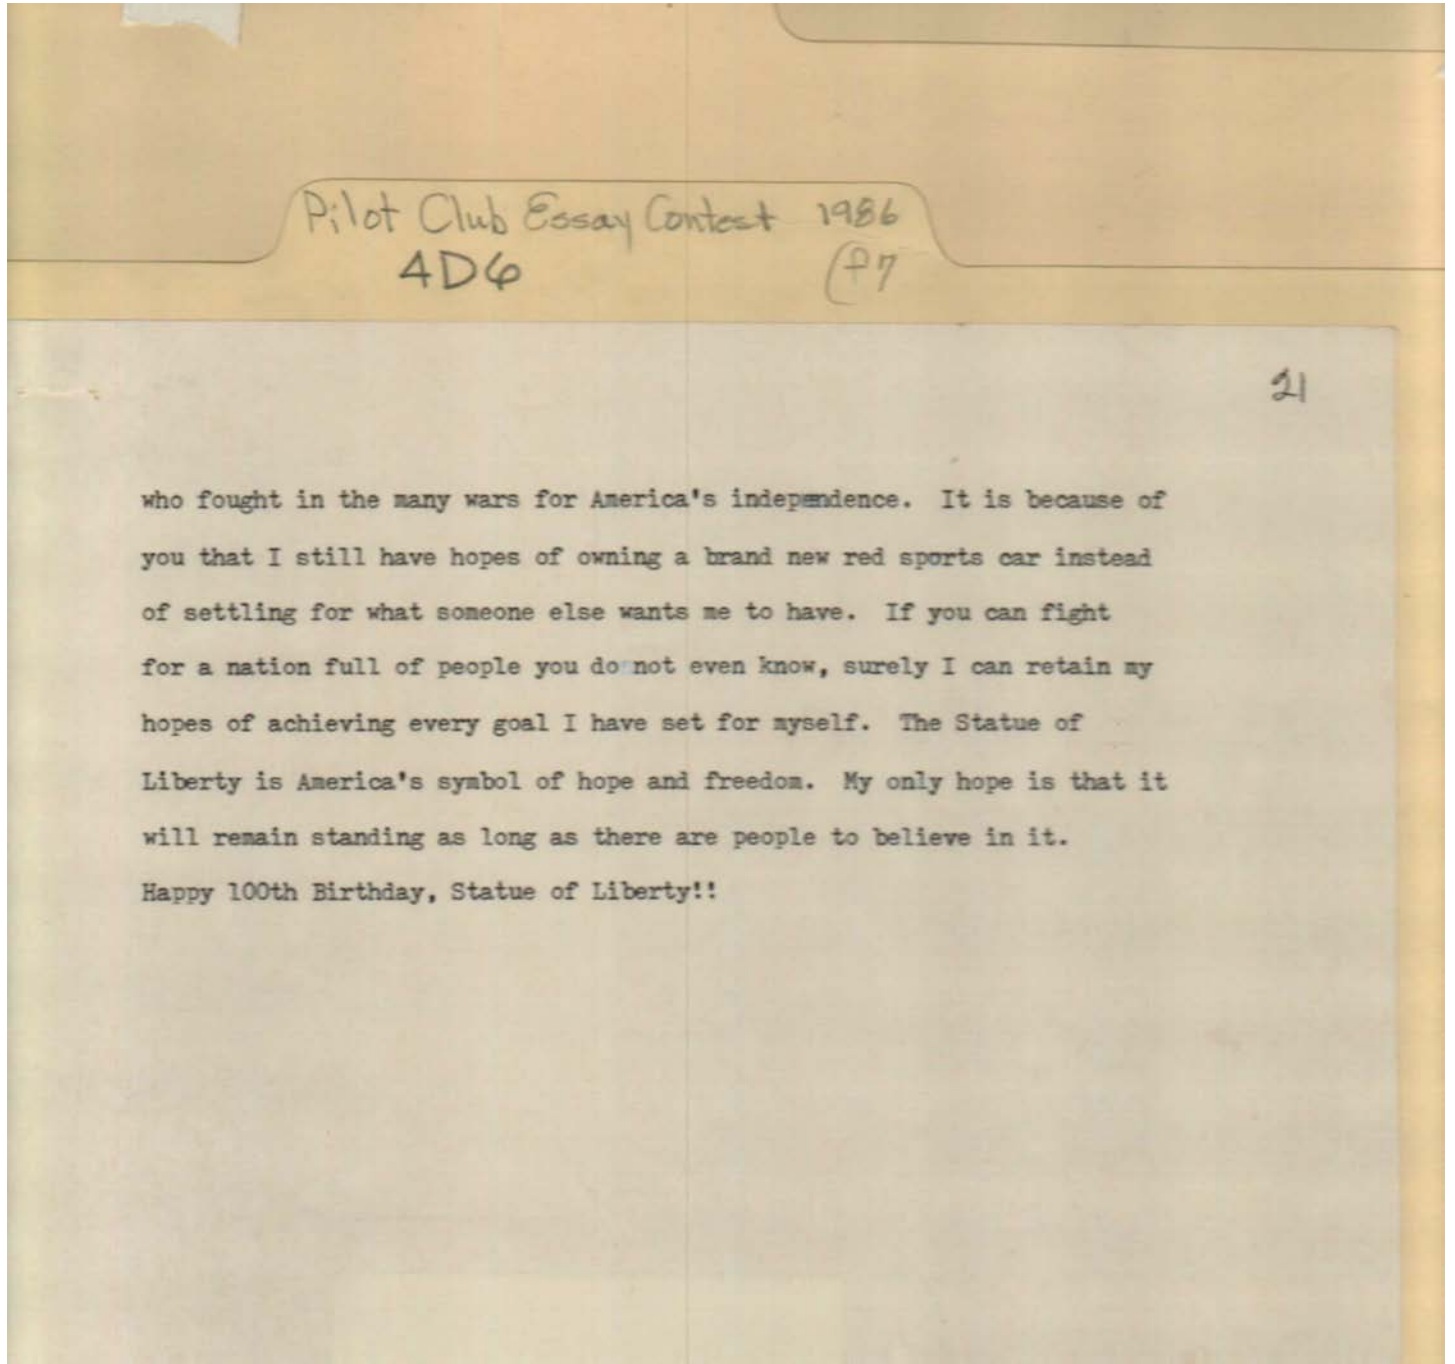 Pilot Club Essay Contest 1986
4D6 (f7
21
who fought in the many wars for America's independence. It is because of
you that I still have hopes of owning a brand new red sports car instead
of settling for what someone else wants me to have. If you can fight
for a nation full of people you do not even know, surely I can retain my
hopes of achieving every goal I have set for myself. The Statue of
Liberty is America's symbol of hope and freedom. My only hope is that it
will remain standing as long as there are people to believe in it.
Happy 100th Birthday, Statue of Liberty!!